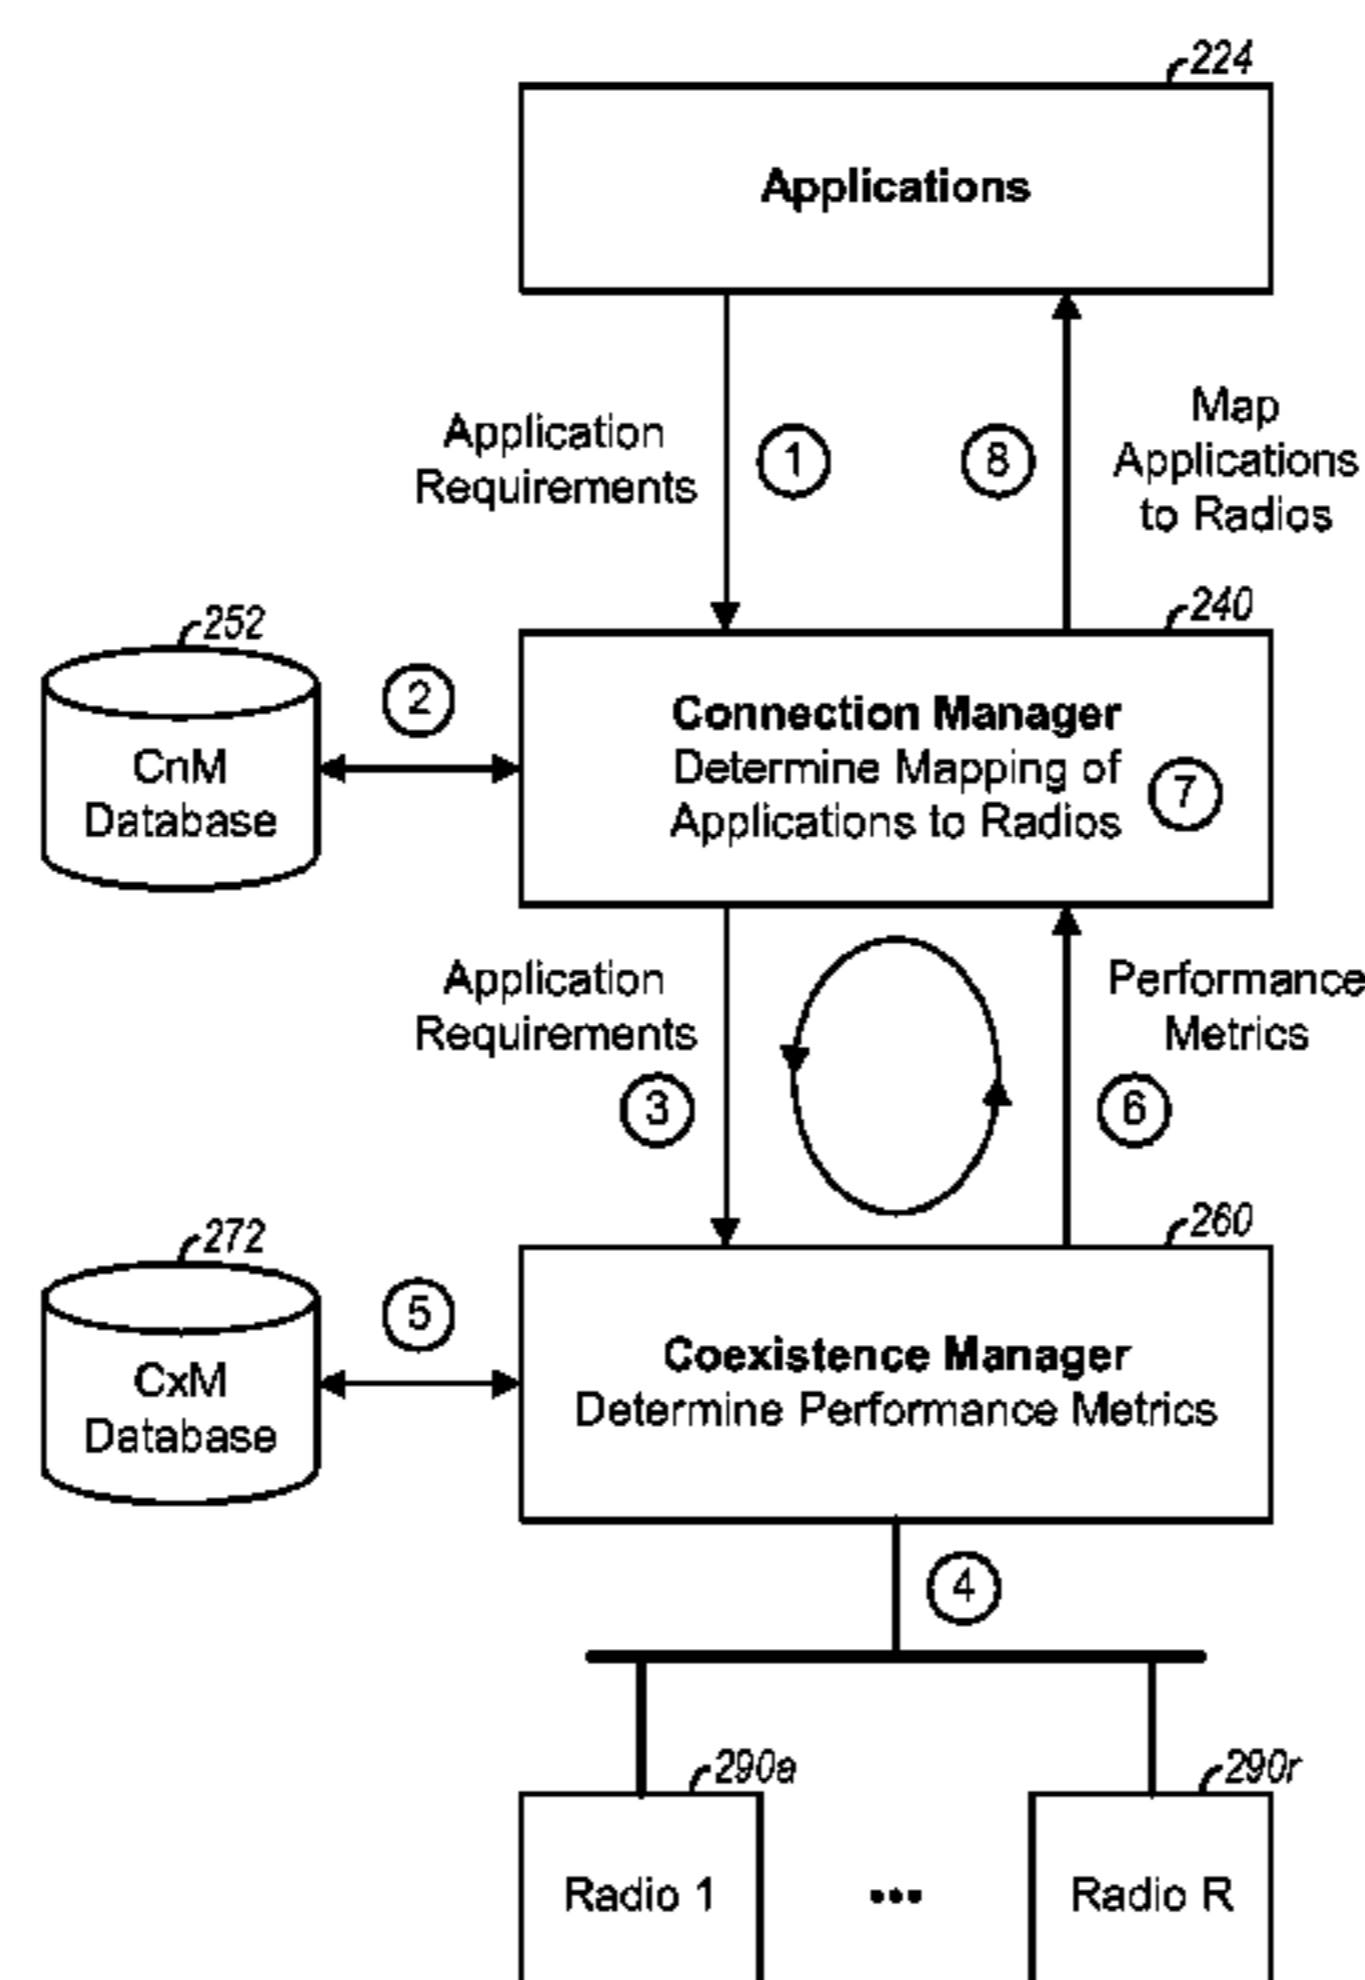 224
Applications
Application
Requirements
1
8
Map
Applications
to Radios
252
240
CnM
Database
2
Connection Manager
Determine Mapping of
Applications to Radios
7
Application
Requirements
3
6
Performance
Metrics
272
260
CxM
Database
5
Coexistence Manager
Determine Performance Metrics
4
290a
290r
Radio 1
•••
Radio R